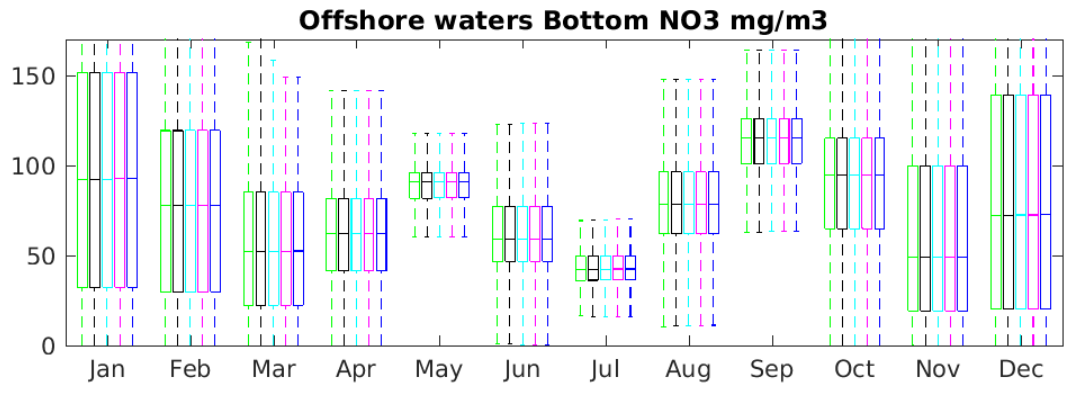 Offshore waters Bottom NO3 mg/m3
150
100
50
0
Jan Feb Mar Apr May Jun Jul Aug Sep Oct Nov Dec